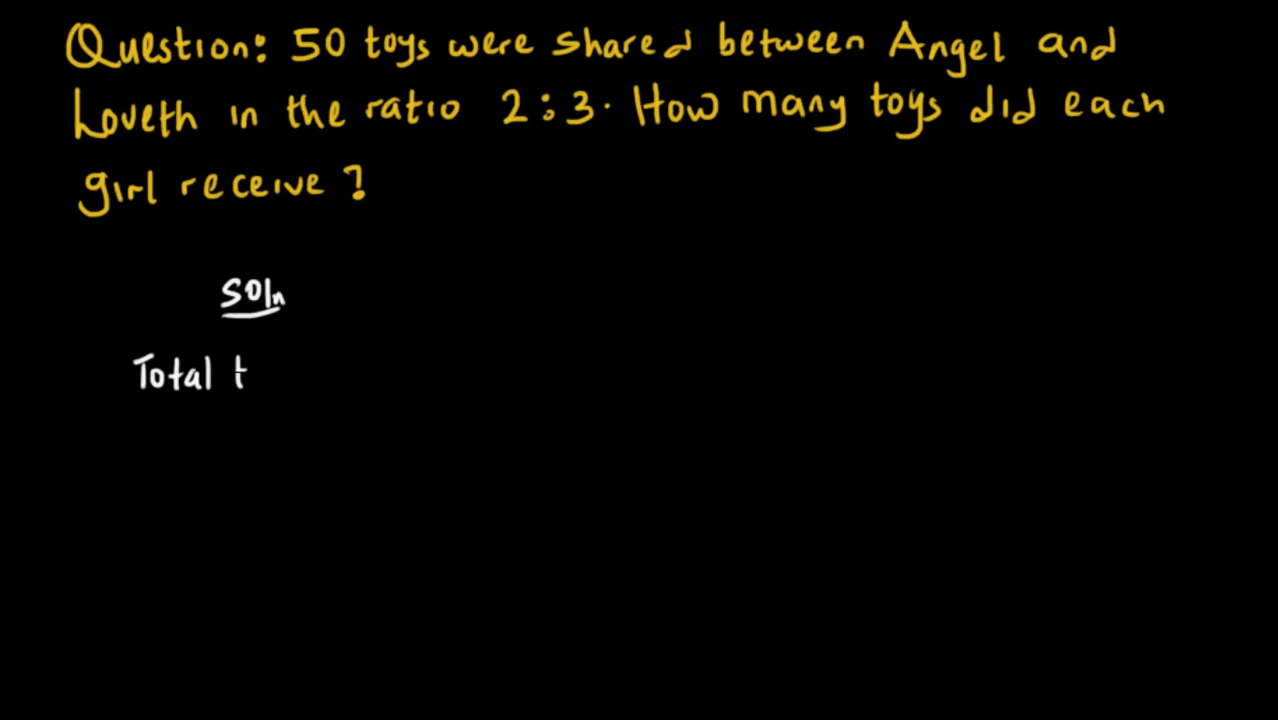 Question: 50 toys were shared between Angel and
Loveth in the ratio 2:3. How many toys did each
girl receive?
Soln
Total t